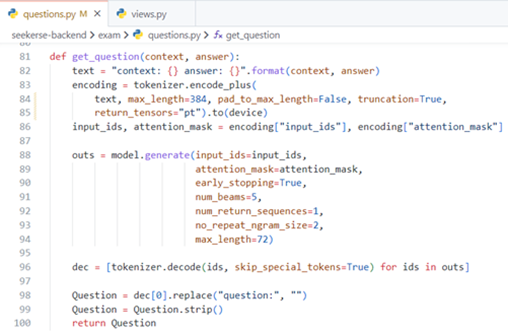 questions.py M × views.py
seekerse-backend > exam > questions.py > get_question
80
81 def get_question(context, answer):
82 text = "context: {} answer: {}".format(context, answer)
83 encoding = tokenizer.encode_plus(
84 text, max_length=384, pad_to_max_length=False, truncation=True,
85 return_tensors="pt").to(device)
86 input_ids, attention_mask = encoding["input_ids"], encoding["attention_mask"]
87
88 outs = model.generate(input_ids=input_ids,
89 attention_mask=attention_mask,
90 early_stopping=True,
91 num_beams=5,
92 num_return_sequences=1,
93 no_repeat_ngram_size=2,
94 max_length=72)
95
96 dec = [tokenizer.decode(ids, skip_special_tokens=True) for ids in outs]
97
98 Question = dec[0].replace("question:", "")
99 Question = Question.strip()
100 return Question